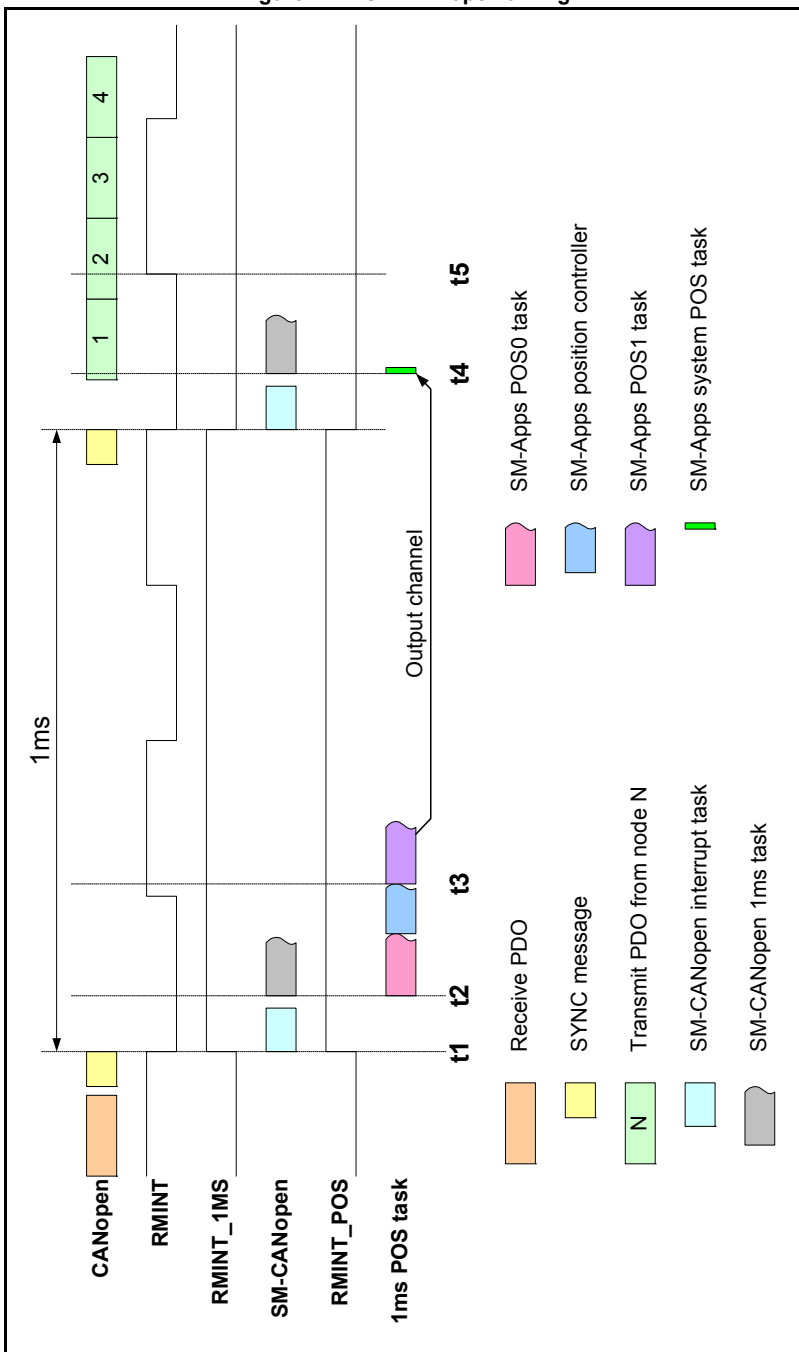 1ms
CANopen
1 2 3 4
RMINT
RMINT_1MS
SM-CANopen
RMINT_POS
Output channel
1ms POS task
t1 t2 t3 t4 t5
Receive PDO
SYNC message
N Transmit PDO from node N
SM-CANopen interrupt task
SM-CANopen 1ms task
SM-Apps POS0 task
SM-Apps position controller
SM-Apps POS1 task
SM-Apps system POS task